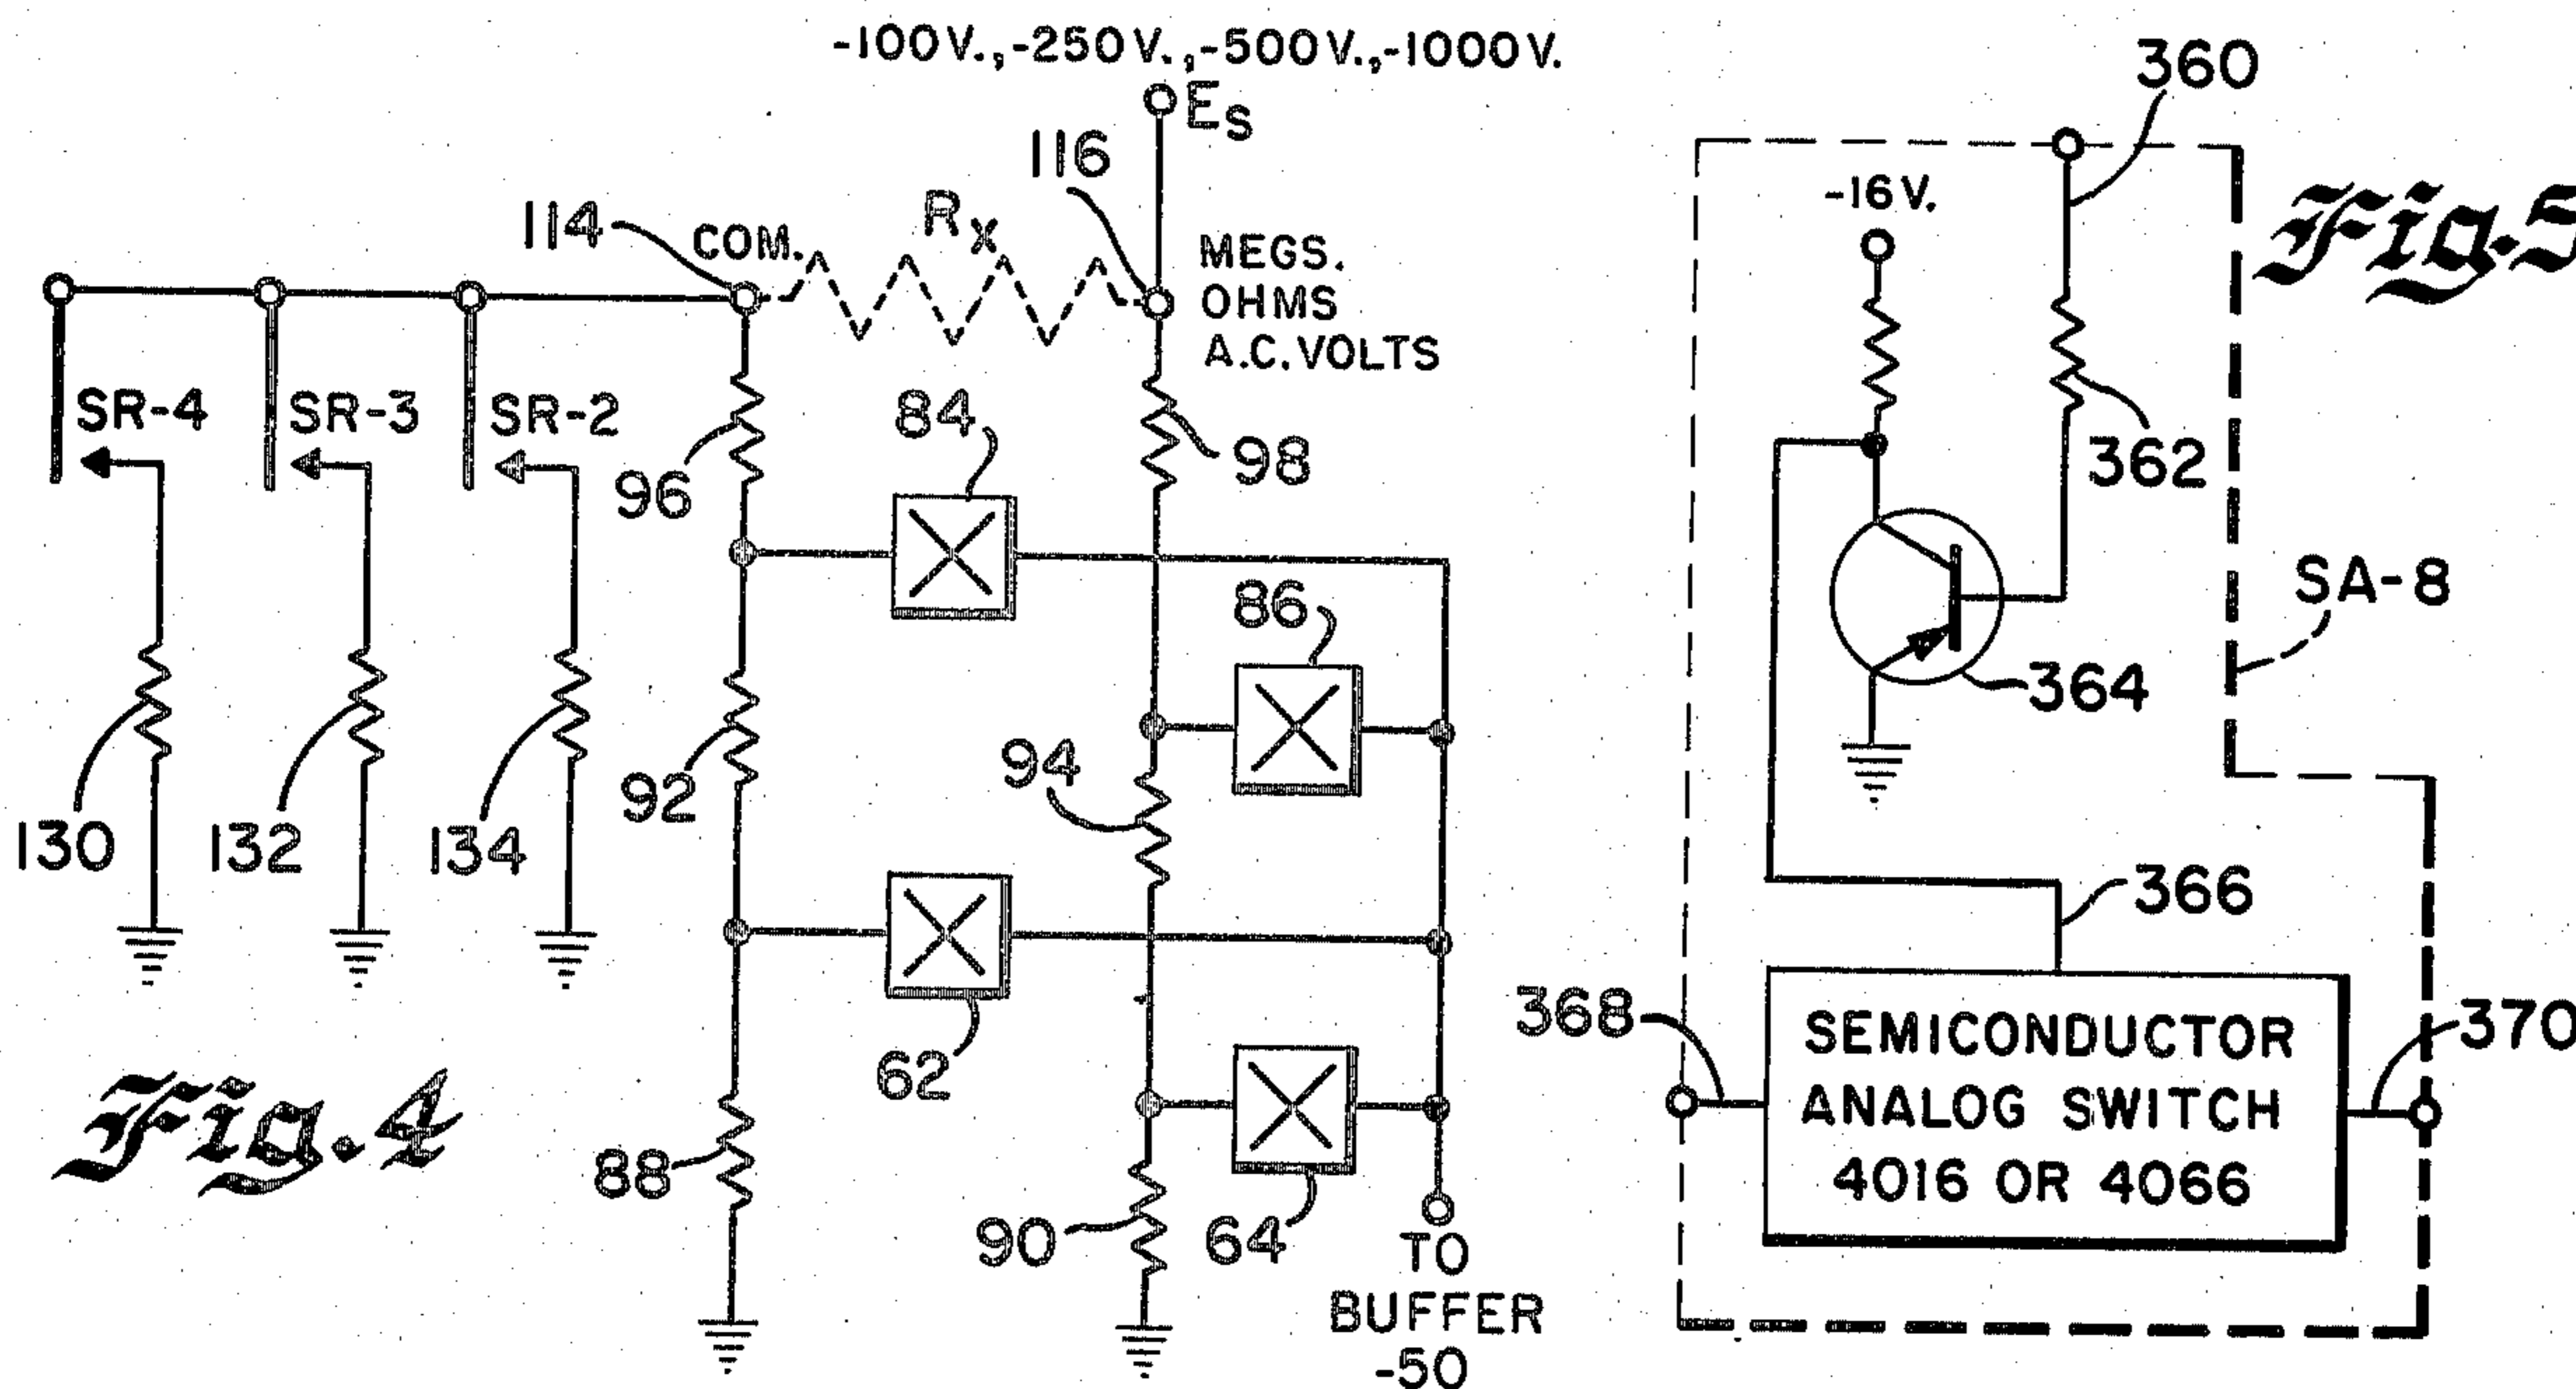 -100V.,-250V.,-500V.,-1000V.
ES
116
114
COM.
RX
MEGS.
OHMS
A.C.VOLTS
SR-4
SR-3
SR-2
96
84
98
86
92
94
130
132
134
62
88
90
64
TO
BUFFER
-50
Fig.4
360
-16V.
Fig.5
362
SA-8
364
366
368
SEMICONDUCTOR
ANALOG SWITCH
4016 OR 4066
370